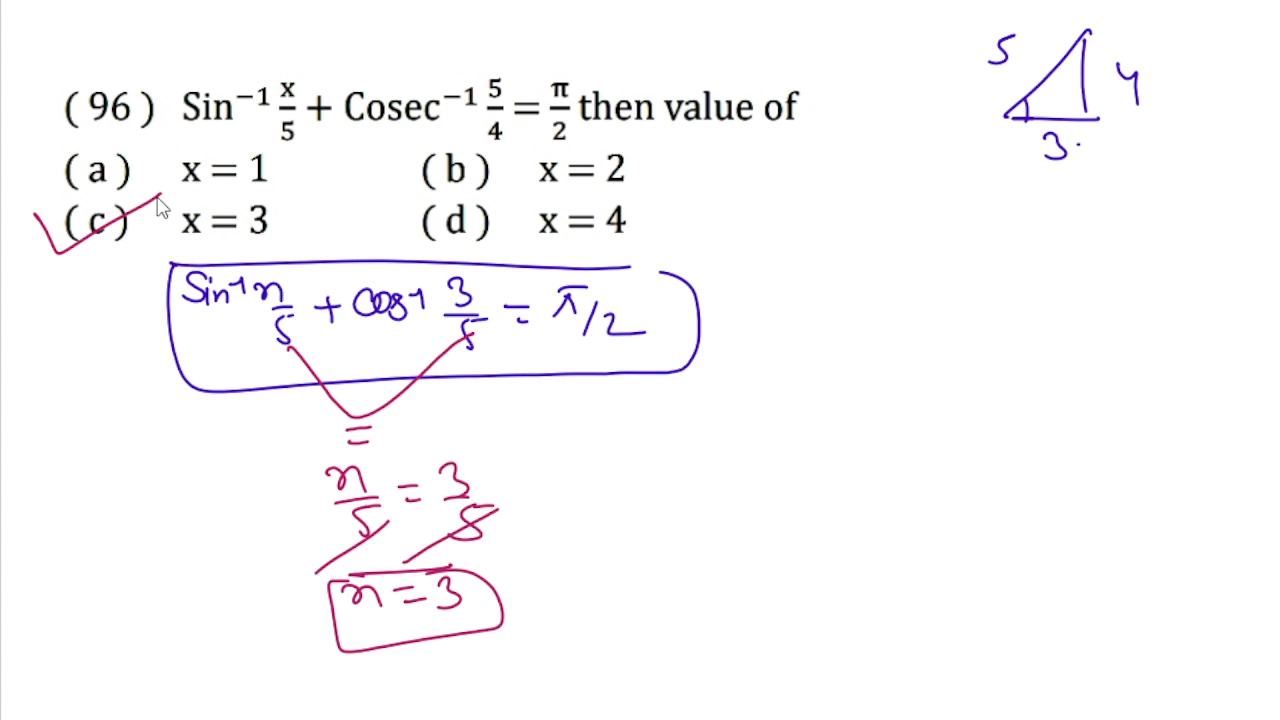 ( 96 ) Sin⁻¹ x/5 + Cosec⁻¹ 5/4 = π/2 then value of
( a ) x = 1 ( b ) x = 2
( c ) x = 3 ( d ) x = 4
5
4
3
Sin⁻¹ x/5 + cos⁻¹ 3/5 = π/2
=
x/5 = 3/5
x = 3